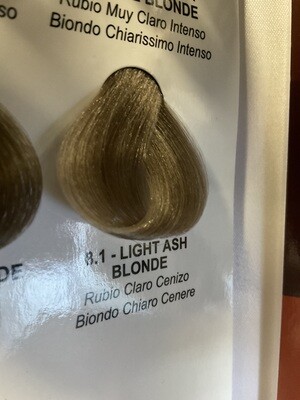 BLONDE
Rubio Muy Claro Intenso
so
Biondo Chiarissimo Intenso
8.1 - LIGHT ASH
BLONDE
DE
Rubio Claro Cenizo
Biondo Chiaro Cenere